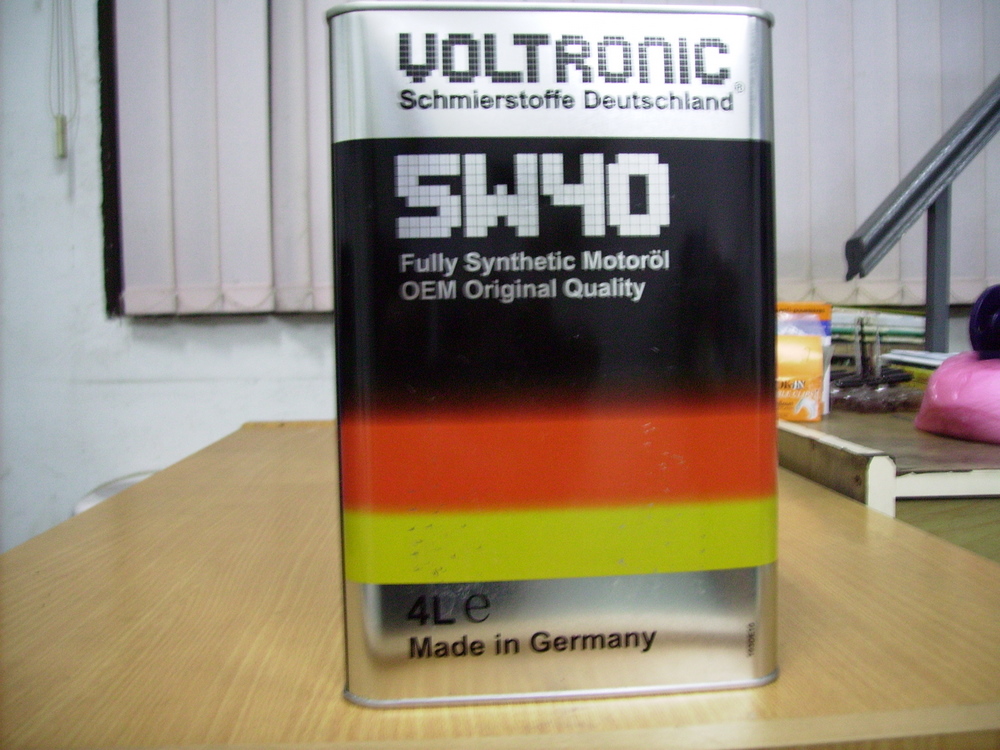 VOLTRONIC®
Schmierstoffe Deutschland
5W40
Fully Synthetic Motoröl
OEM Original Quality
4L e
Made in Germany